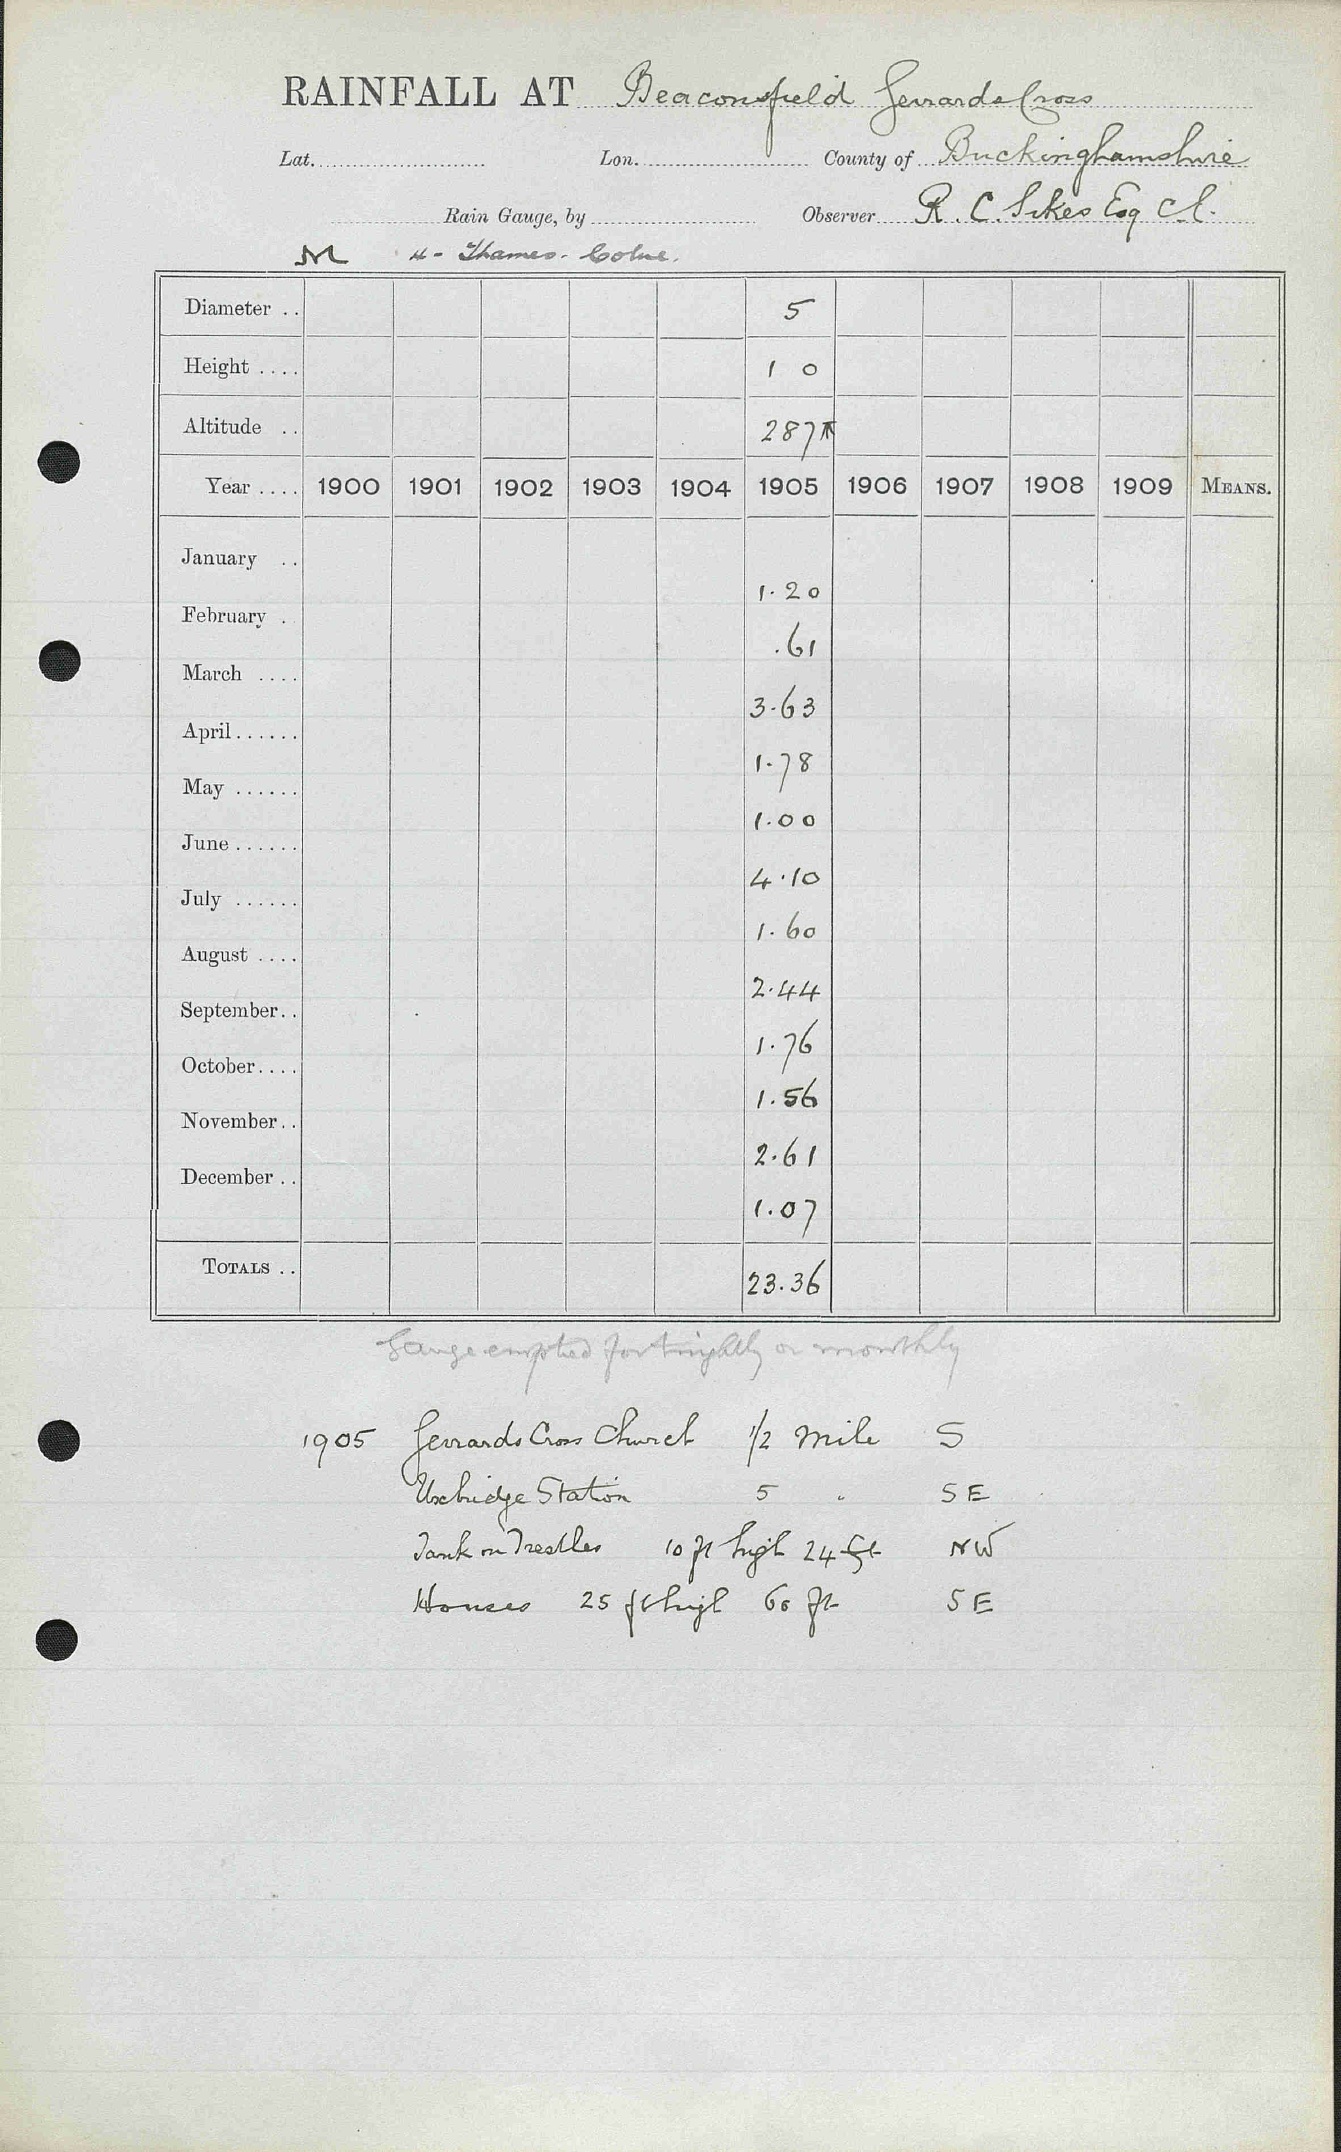 RAINFALL AT Beaconsfield Gerrards Cross
Lat. Lon. County of Buckinghamshire
Rain Gauge, by Observer R. C. Sikes Esq C.E.
M 4 - Thames - Colne.
Diameter .. 5
Height .... 1 0
Altitude .. 287
Year .... 1900 1901 1902 1903 1904 1905 1906 1907 1908 1909 MEANS.
January .. 1.20
February . .61
March .... 3.63
April...... 1.78
May ...... 1.00
June ...... 4.10
July ...... 1.60
August .... 2.44
September.. 1.76
October.... 1.56
November.. 2.61
December .. 1.07
TOTALS .. 23.36
Gauge emptied fortnightly or monthly
1905 Gerrards Cross Church 1/2 mile S
Uxbridge Station 5 " SE
Tank on Trestles 10 ft high 24 ft NW
Houses 25 ft high 60 ft SE